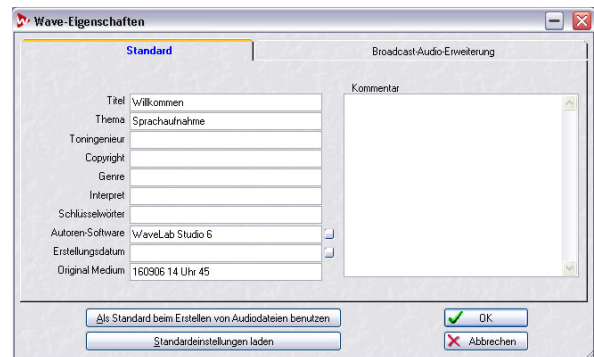 Wave-Eigenschaften
Standard
Broadcast-Audio-Erweiterung
Titel Willkommen
Thema Sprachaufnahme
Toningenieur
Copyright
Genre
Interpret
Schlüsselwörter
Autoren-Software WaveLab Studio 6
Erstellungsdatum
Original Medium 160906 14 Uhr 45
Kommentar
Als Standard beim Erstellen von Audiodateien benutzen
Standardeinstellungen laden
OK
Abbrechen